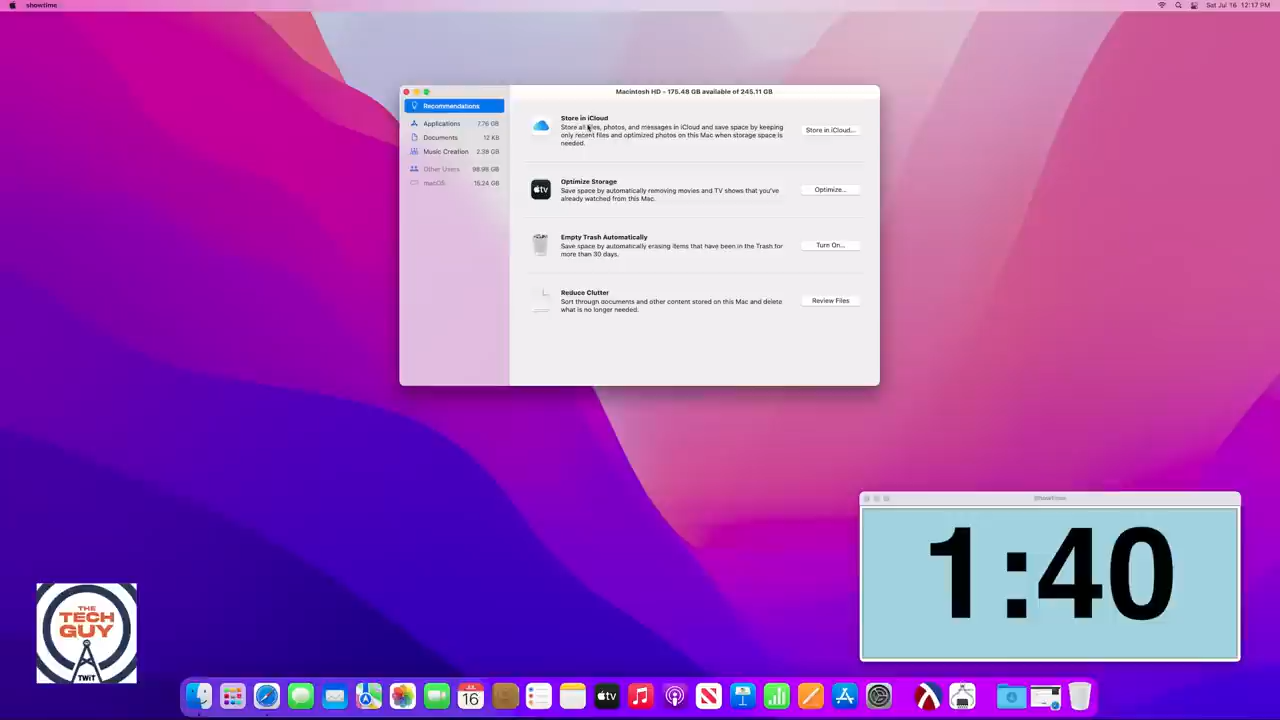 showtime
Sat Jul 16 12:17 PM
Macintosh HD - 175.48 GB available of 245.11 GB
Recommendations
Applications 7.76 GB
Documents 12 KB
Music Creation 2.38 GB
Other Users 98.98 GB
macOS 15.24 GB
Store in iCloud
Store all files, photos, and messages in iCloud and save space by keeping
only recent files and optimized photos on this Mac when storage space is
needed.
Store in iCloud...
Optimize Storage
Save space by automatically removing movies and TV shows that you've
already watched from this Mac.
Optimize...
Empty Trash Automatically
Save space by automatically erasing items that have been in the Trash for
more than 30 days.
Turn On...
Reduce Clutter
Sort through documents and other content stored on this Mac and delete
what is no longer needed.
Review Files
ShowTime
1:40
THE
TECH
GUY
TWiT
JUL
16
tv
tv